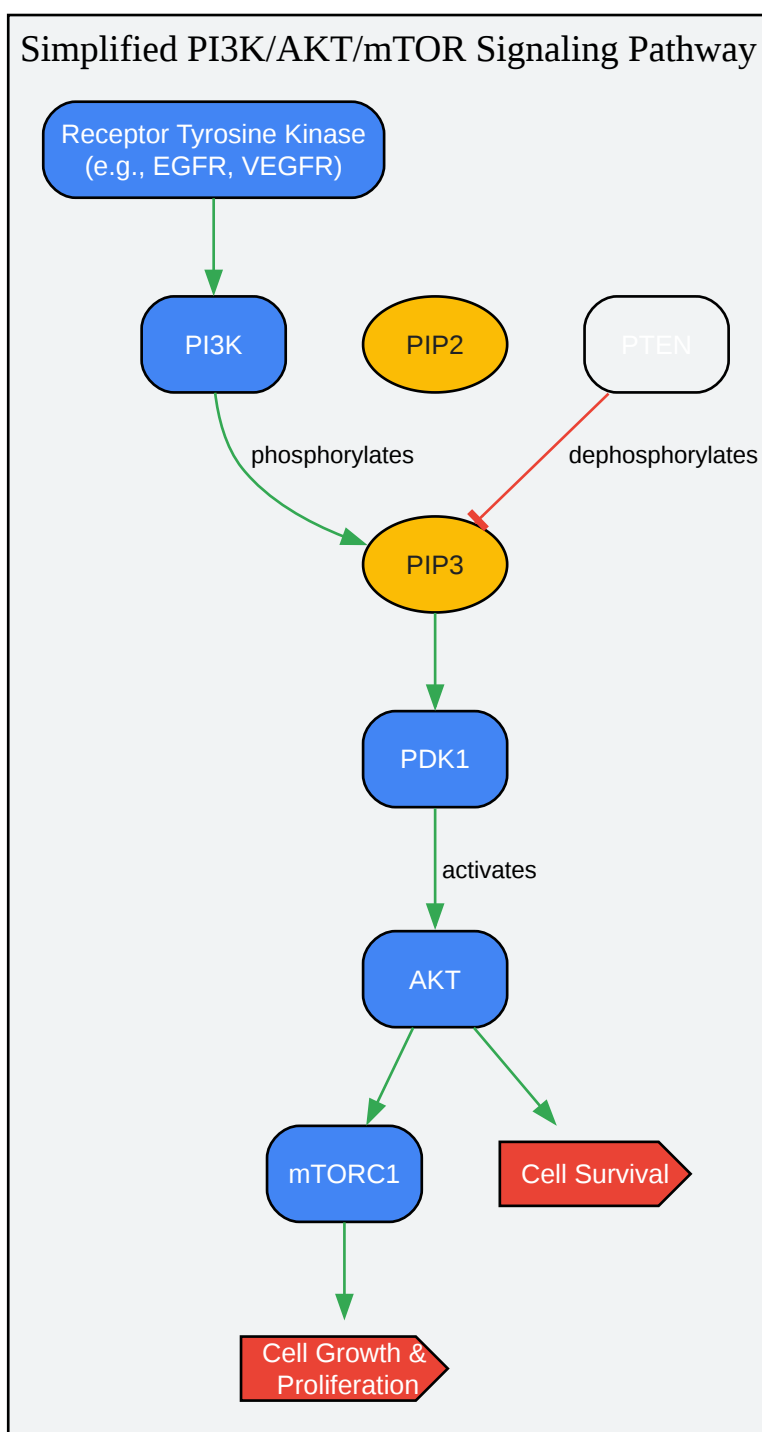 Simplified PI3K/AKT/mTOR Signaling Pathway
Receptor Tyrosine Kinase
(e.g., EGFR, VEGFR)
PI3K
PIP2
PTEN
phosphorylates
dephosphorylates
PIP3
PDK1
activates
AKT
mTORC1
Cell Survival
Cell Growth &
Proliferation